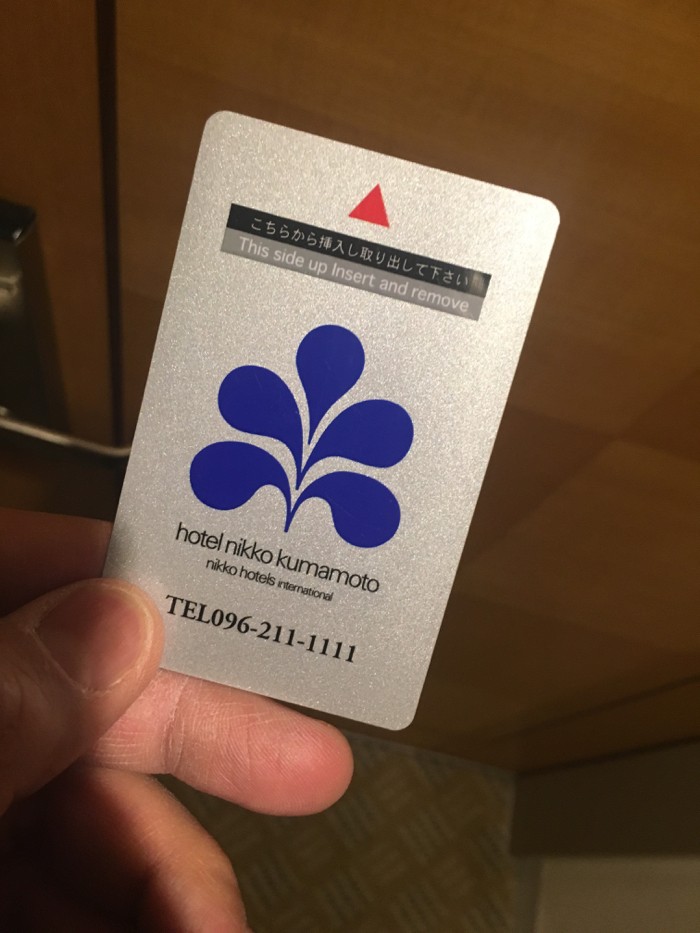 こちらから挿入し取り出して下さい
This side up Insert and remove
hotel nikko kumamoto
nikko hotels international
TEL096-211-1111